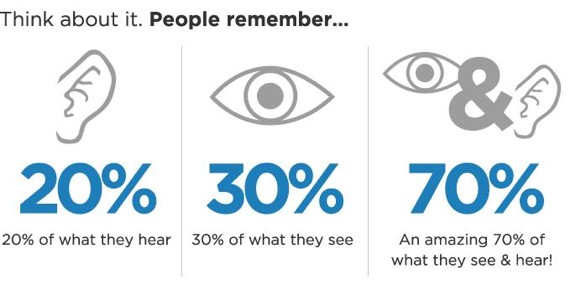 Think about it. People remember...
&
20%
30%
70%
20% of what they hear
30% of what they see
An amazing 70% of
what they see & hear!